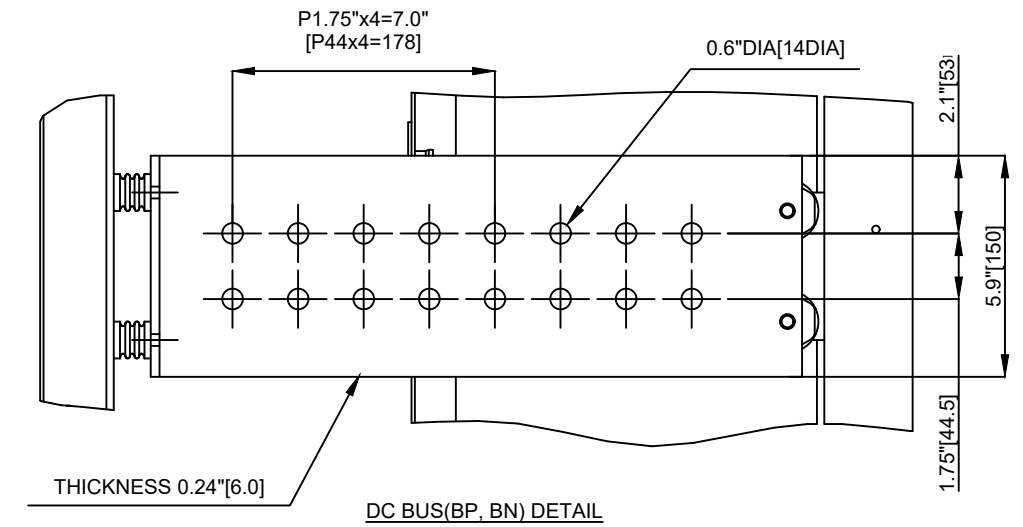 P1.75"x4=7.0"
[P44x4=178]
0.6"DIA[14DIA]
2.1"[53]
5.9"[150]
1.75"[44.5]
THICKNESS 0.24"[6.0]
DC BUS(BP, BN) DETAIL